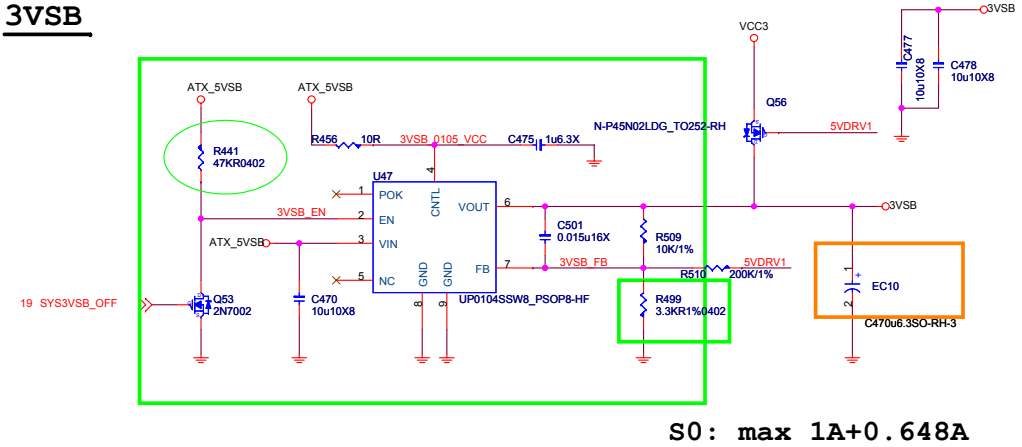 3VSB
3VSB
VCC3
C477
10u10X8
C478
10u10X8
ATX_5VSB
ATX_5VSB
Q56
N-P45N02LDG_TO252-RH
5VDRV1
R456
10R
3VSB_0105_VCC
C475
1u6.3X
R441
47KR0402
U47
4
CNTL
1
POK
VOUT
6
3VSB
3VSB_EN
2
EN
C501
0.015u16X
R509
10K/1%
ATX_5VSB
3
VIN
FB
7
3VSB_FB
5VDRV1
R510
200K/1%
5
NC
GND
GND
8
9
UP0104SSW8_PSOP8-HF
1
+
EC10
2
C470u6.3SO-RH-3
19 SYS3VSB_OFF
Q53
2N7002
C470
10u10X8
R499
3.3KR1%0402
S0: max 1A+0.648A